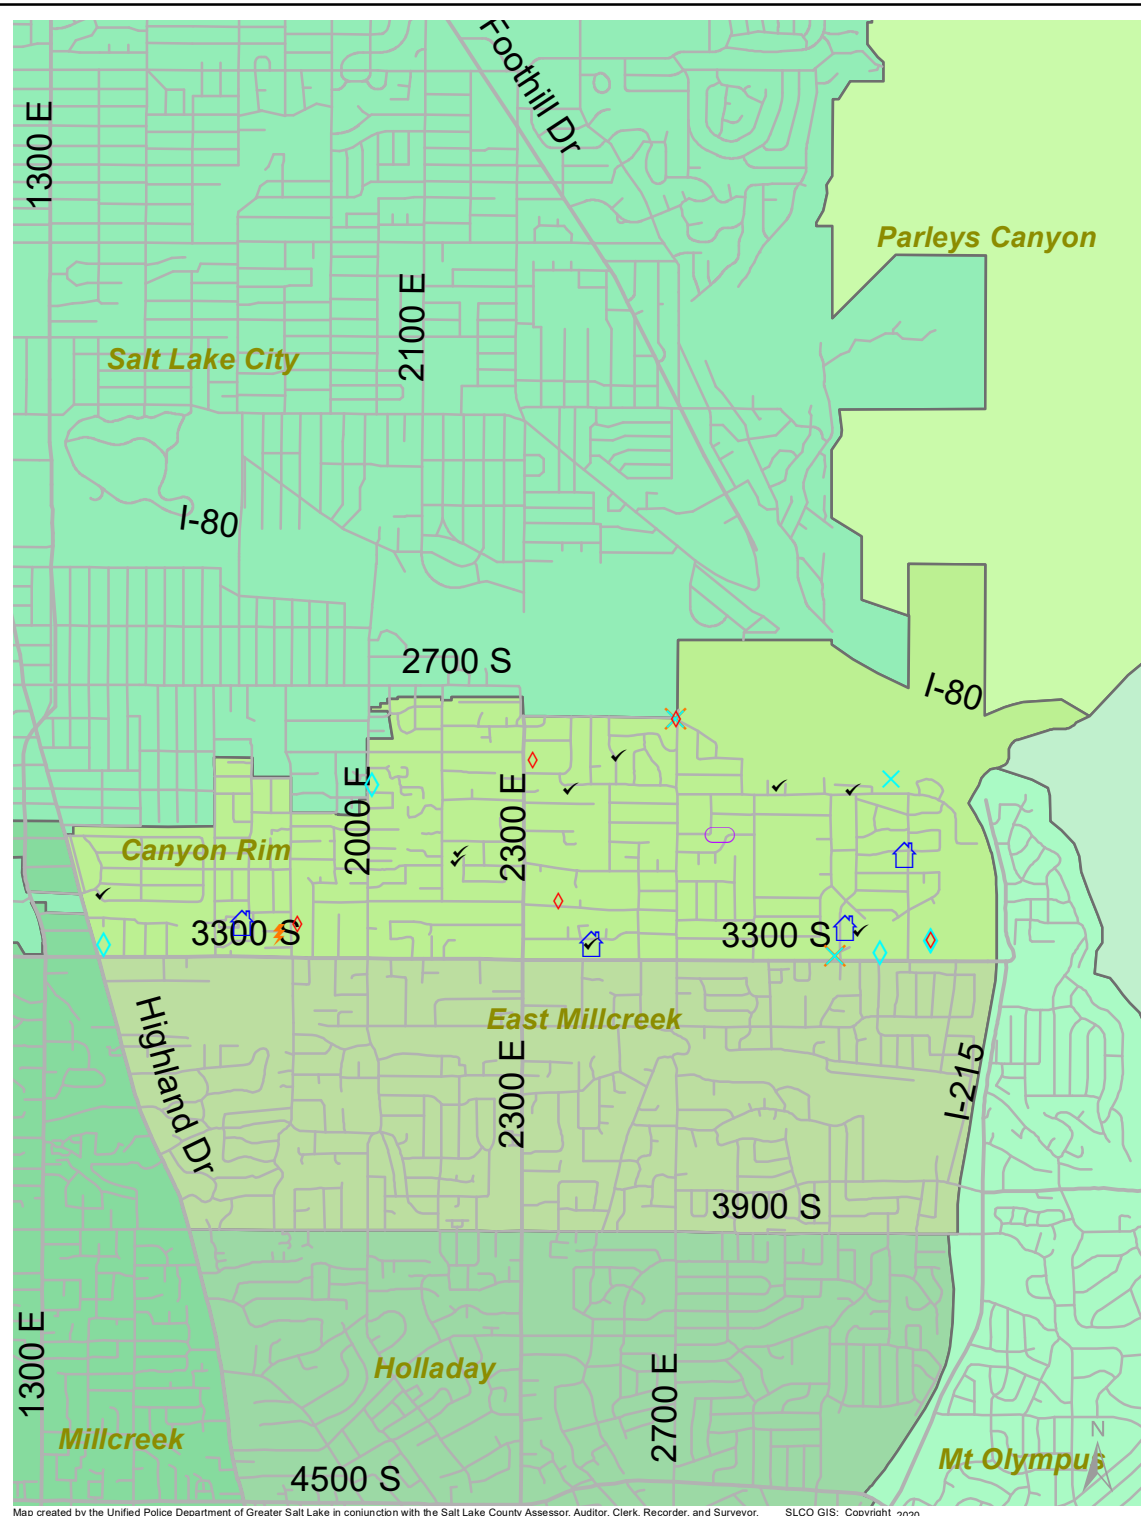 Foothill Dr
1300 E
Parleys Canyon
2100 E
Salt Lake City
I-80
2700 S
I-80
2000 E
2300 E
Canyon Rim
3300 S
3300 S
East Millcreek
Highland Dr
2300 E
I-215
3900 S
1300 E
Holladay
2700 E
Millcreek
N
Mt Olympus
4500 S
Map created by the Unified Police Department of Greater Salt Lake in conjunction with the Salt Lake County Assessor, Auditor, Clerk, Recorder, and Surveyor. SLCO GIS: Copyright 2020